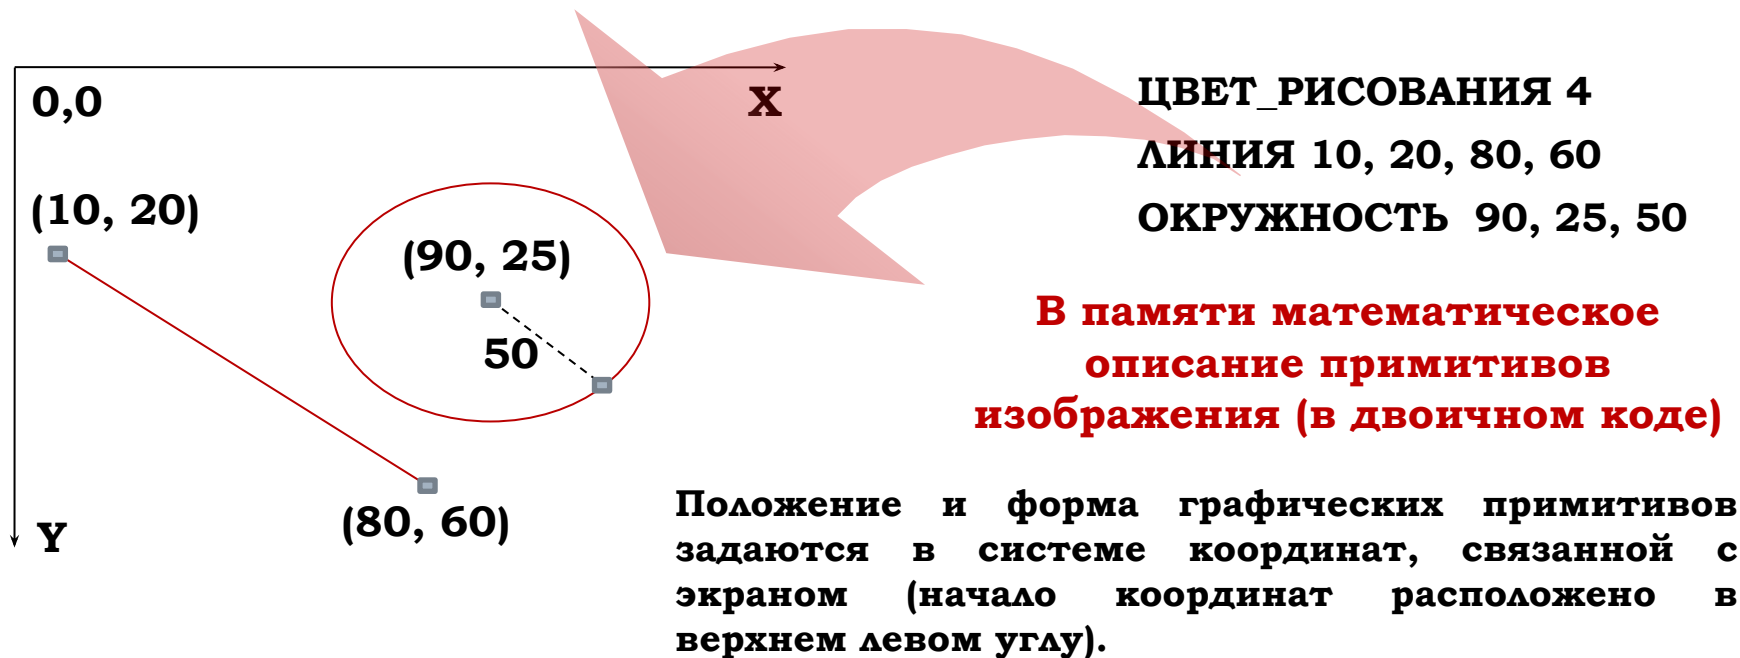 0,0
X
(10, 20)
(90, 25)
50
(80, 60)
Y
ЦВЕТ_РИСОВАНИЯ 4
ЛИНИЯ 10, 20, 80, 60
ОКРУЖНОСТЬ 90, 25, 50
В памяти математическое
описание примитивов
изображения (в двоичном коде)
Положение и форма графических примитивов
задаются в системе координат, связанной с
экраном (начало координат расположено в
верхнем левом углу).